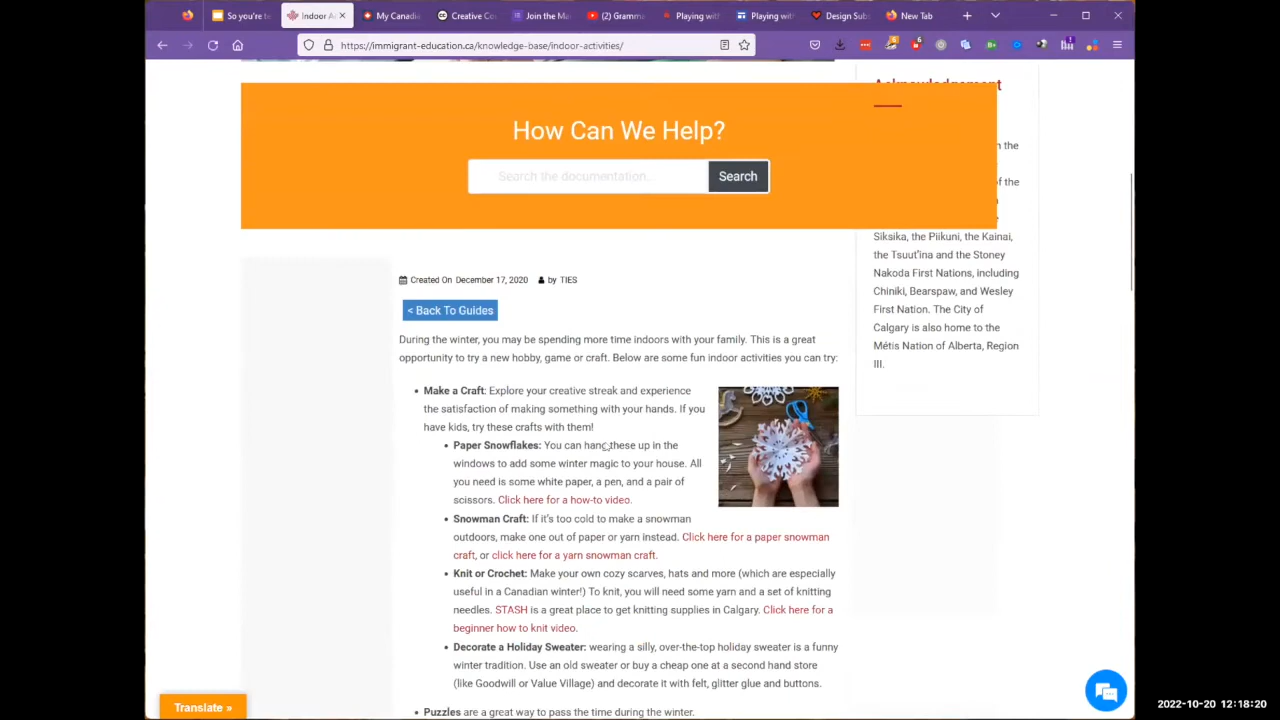 So you're te
Indoor A
My Canadi
Creative Co
Join the Ma
(2) Gramma
Playing with
Playing with
Design Subs
New Tab
https://immigrant-education.ca/knowledge-base/indoor-activities/
Acknowledgement
How Can We Help?
Search the documentation...
Search
n the
of the
Siksika, the Piikuni, the Kainai,
the Tsuut'ina and the Stoney
Nakoda First Nations, including
Chiniki, Bearspaw, and Wesley
First Nation. The City of
Calgary is also home to the
Métis Nation of Alberta, Region
III.
Created On December 17, 2020 by TIES
< Back To Guides
During the winter, you may be spending more time indoors with your family. This is a great
opportunity to try a new hobby, game or craft. Below are some fun indoor activities you can try:
Make a Craft: Explore your creative streak and experience
the satisfaction of making something with your hands. If you
have kids, try these crafts with them!
Paper Snowflakes: You can hang these up in the
windows to add some winter magic to your house. All
you need is some white paper, a pen, and a pair of
scissors. Click here for a how-to video.
Snowman Craft: If it's too cold to make a snowman
outdoors, make one out of paper or yarn instead. Click here for a paper snowman
craft, or click here for a yarn snowman craft.
Knit or Crochet: Make your own cozy scarves, hats and more (which are especially
useful in a Canadian winter!) To knit, you will need some yarn and a set of knitting
needles. STASH is a great place to get knitting supplies in Calgary. Click here for a
beginner how to knit video.
Decorate a Holiday Sweater: wearing a silly, over-the-top holiday sweater is a funny
winter tradition. Use an old sweater or buy a cheap one at a second hand store
(like Goodwill or Value Village) and decorate it with felt, glitter glue and buttons.
Puzzles are a great way to pass the time during the winter.
Translate »
2022-10-20 12:18:20